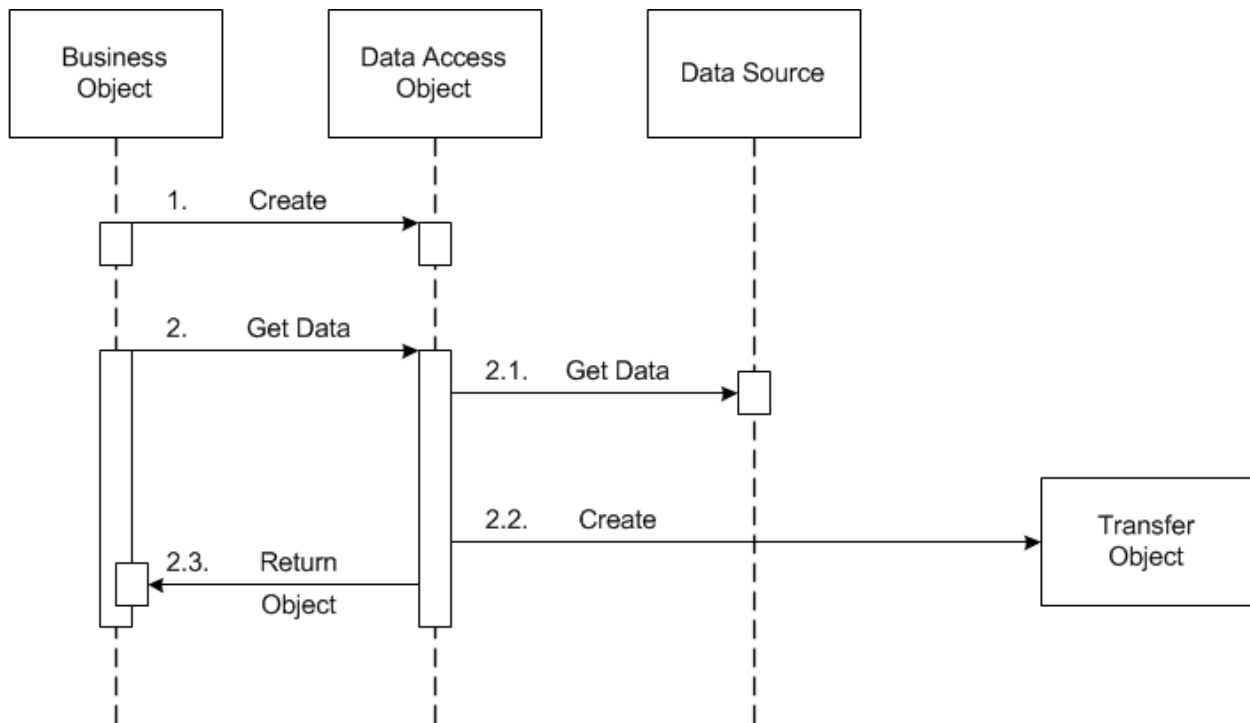 Business
Object
Data Access
Object
Data Source
1. Create
2. Get Data
2.1. Get Data
2.2. Create
Transfer
Object
2.3. Return
Object